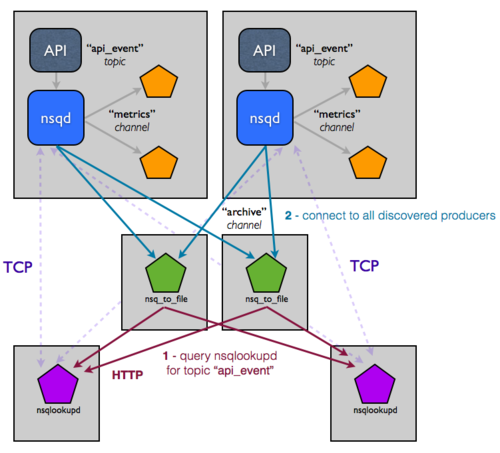 API
"api_event"
topic
nsqd
"metrics"
channel
API
"api_event"
topic
nsqd
"metrics"
channel
"archive"
channel
2 - connect to all discovered producers
TCP
TCP
nsq_to_file
nsq_to_file
HTTP
1 - query nsqlookupd
for topic "api_event"
nsqlookupd
nsqlookupd